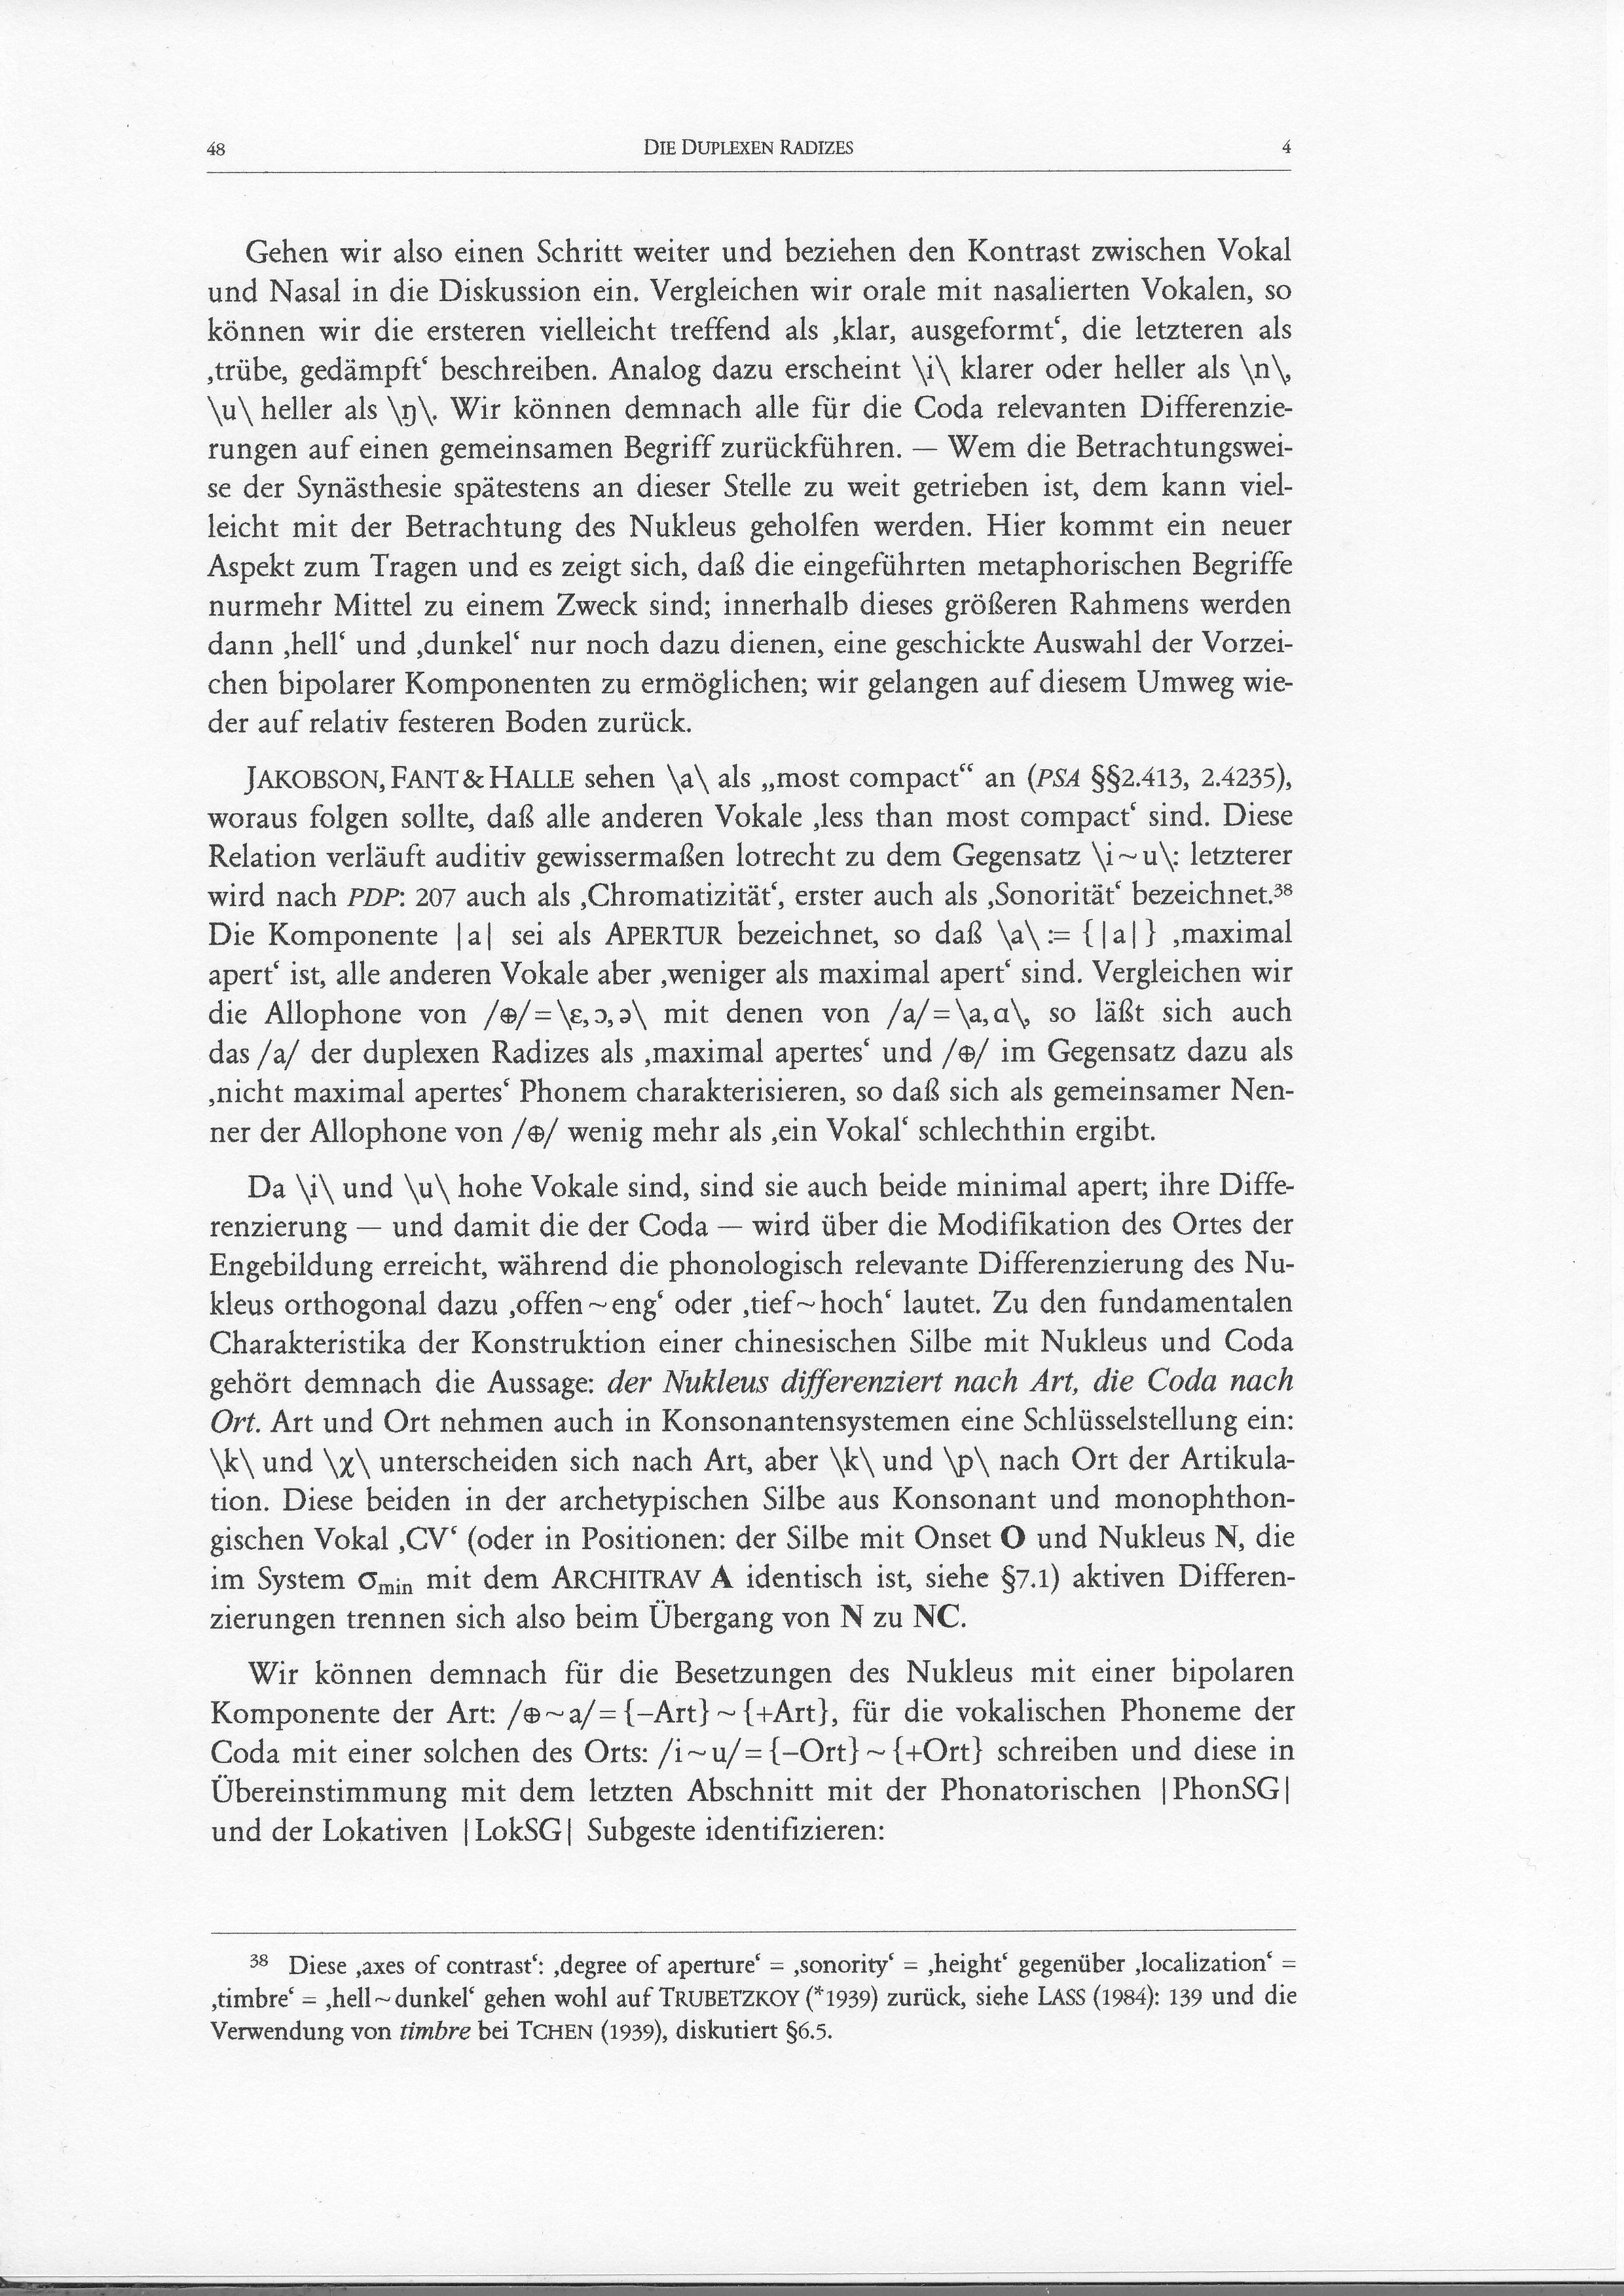 48 DIE DUPLEXEN RADIZES 4
Gehen wir also einen Schritt weiter und beziehen den Kontrast zwischen Vokal
und Nasal in die Diskussion ein. Vergleichen wir orale mit nasalierten Vokalen, so
können wir die ersteren vielleicht treffend als ‚klar, ausgeformt‘, die letzteren als
‚trübe, gedämpft‘ beschreiben. Analog dazu erscheint \i\ klarer oder heller als \n\,
\u\ heller als \ŋ\. Wir können demnach alle für die Coda relevanten Differenzie-
rungen auf einen gemeinsamen Begriff zurückführen. — Wem die Betrachtungswei-
se der Synästhesie spätestens an dieser Stelle zu weit getrieben ist, dem kann viel-
leicht mit der Betrachtung des Nukleus geholfen werden. Hier kommt ein neuer
Aspekt zum Tragen und es zeigt sich, daß die eingeführten metaphorischen Begriffe
nurmehr Mittel zu einem Zweck sind; innerhalb dieses größeren Rahmens werden
dann ‚hell‘ und ‚dunkel‘ nur noch dazu dienen, eine geschickte Auswahl der Vorzei-
chen bipolarer Komponenten zu ermöglichen; wir gelangen auf diesem Umweg wie-
der auf relativ festeren Boden zurück.
JAKOBSON, FANT & HALLE sehen \a\ als „most compact“ an (PSA §§2.413, 2.4235),
woraus folgen sollte, daß alle anderen Vokale ‚less than most compact‘ sind. Diese
Relation verläuft auditiv gewissermaßen lotrecht zu dem Gegensatz \i~u\: letzterer
wird nach PDP: 207 auch als ‚Chromatizität‘, erster auch als ‚Sonorität‘ bezeichnet.³⁸
Die Komponente |a| sei als APERTUR bezeichnet, so daß \a\ := {|a|} ‚maximal
apert‘ ist, alle anderen Vokale aber ‚weniger als maximal apert‘ sind. Vergleichen wir
die Allophone von /⊕/=\ɛ,ɔ,ə\ mit denen von /a/=\a,ɑ\, so läßt sich auch
das /a/ der duplexen Radizes als ‚maximal apertes‘ und /⊕/ im Gegensatz dazu als
‚nicht maximal apertes‘ Phonem charakterisieren, so daß sich als gemeinsamer Nen-
ner der Allophone von /⊕/ wenig mehr als ‚ein Vokal‘ schlechthin ergibt.
Da \i\ und \u\ hohe Vokale sind, sind sie auch beide minimal apert; ihre Diffe-
renzierung — und damit die der Coda — wird über die Modifikation des Ortes der
Engebildung erreicht, während die phonologisch relevante Differenzierung des Nu-
kleus orthogonal dazu ‚offen~eng‘ oder ‚tief~hoch‘ lautet. Zu den fundamentalen
Charakteristika der Konstruktion einer chinesischen Silbe mit Nukleus und Coda
gehört demnach die Aussage: der Nukleus differenziert nach Art, die Coda nach
Ort. Art und Ort nehmen auch in Konsonantensystemen eine Schlüsselstellung ein:
\k\ und \χ\ unterscheiden sich nach Art, aber \k\ und \p\ nach Ort der Artikula-
tion. Diese beiden in der archetypischen Silbe aus Konsonant und monophthon-
gischen Vokal ‚CV‘ (oder in Positionen: der Silbe mit Onset O und Nukleus N, die
im System σmin mit dem ARCHITRAV A identisch ist, siehe §7.1) aktiven Differen-
zierungen trennen sich also beim Übergang von N zu NC.
Wir können demnach für die Besetzungen des Nukleus mit einer bipolaren
Komponente der Art: /⊕~a/={–Art}~{+Art}, für die vokalischen Phoneme der
Coda mit einer solchen des Orts: /i~u/={–Ort}~{+Ort} schreiben und diese in
Übereinstimmung mit dem letzten Abschnitt mit der Phonatorischen |PhonSG|
und der Lokativen |LokSG| Subgeste identifizieren:
³⁸ Diese ‚axes of contrast‘: ‚degree of aperture‘ = ‚sonority‘ = ‚height‘ gegenüber ‚localization‘ =
‚timbre‘ = ‚hell~dunkel‘ gehen wohl auf TRUBETZKOY (*1939) zurück, siehe LASS (1984): 139 und die
Verwendung von timbre bei TCHEN (1939), diskutiert §6.5.